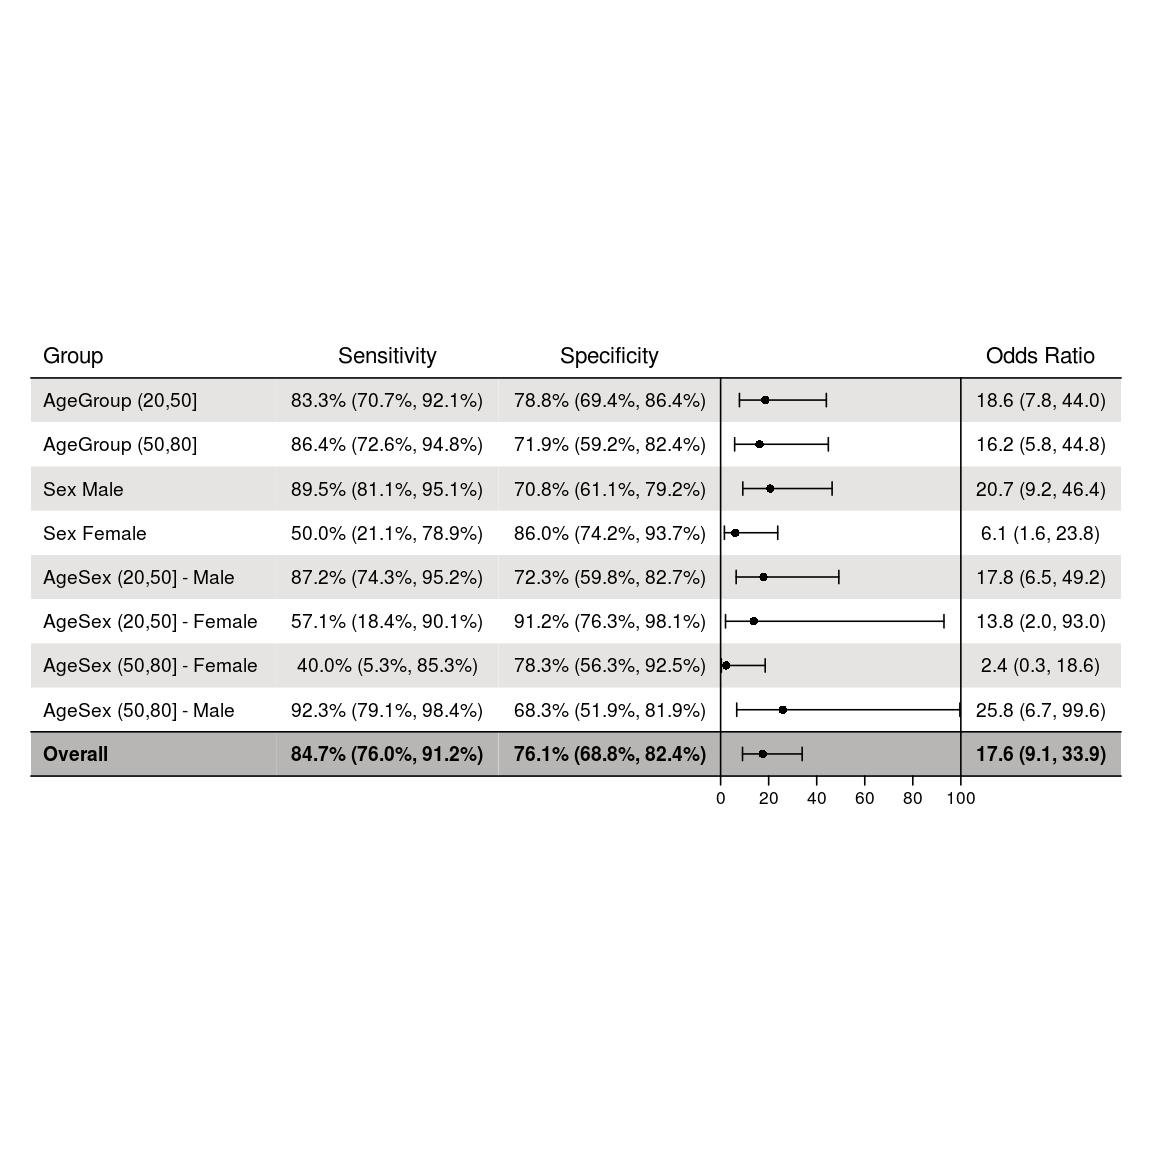 Group Sensitivity Specificity Odds Ratio
AgeGroup (20,50] 83.3% (70.7%, 92.1%) 78.8% (69.4%, 86.4%) 18.6 (7.8, 44.0)
AgeGroup (50,80] 86.4% (72.6%, 94.8%) 71.9% (59.2%, 82.4%) 16.2 (5.8, 44.8)
Sex Male 89.5% (81.1%, 95.1%) 70.8% (61.1%, 79.2%) 20.7 (9.2, 46.4)
Sex Female 50.0% (21.1%, 78.9%) 86.0% (74.2%, 93.7%) 6.1 (1.6, 23.8)
AgeSex (20,50] - Male 87.2% (74.3%, 95.2%) 72.3% (59.8%, 82.7%) 17.8 (6.5, 49.2)
AgeSex (20,50] - Female 57.1% (18.4%, 90.1%) 91.2% (76.3%, 98.1%) 13.8 (2.0, 93.0)
AgeSex (50,80] - Female 40.0% (5.3%, 85.3%) 78.3% (56.3%, 92.5%) 2.4 (0.3, 18.6)
AgeSex (50,80] - Male 92.3% (79.1%, 98.4%) 68.3% (51.9%, 81.9%) 25.8 (6.7, 99.6)
Overall 84.7% (76.0%, 91.2%) 76.1% (68.8%, 82.4%) 17.6 (9.1, 33.9)
0 20 40 60 80 100